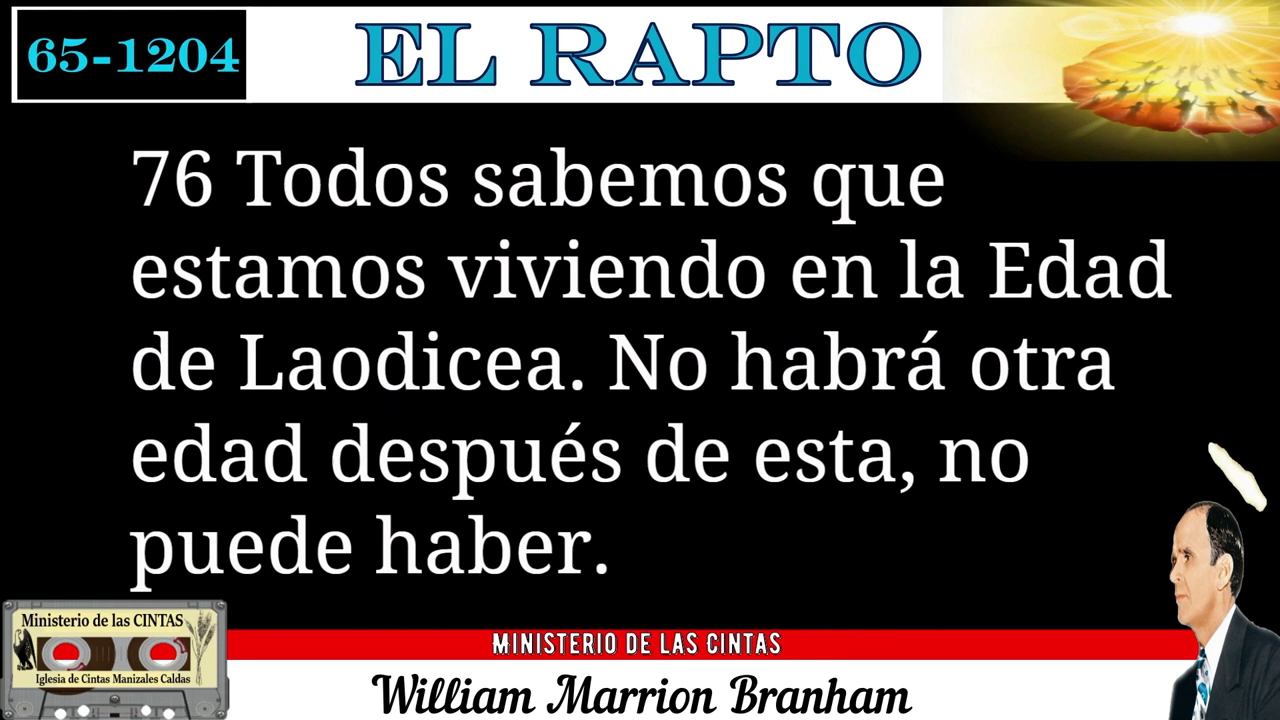 65-1204
EL RAPTO
76 Todos sabemos que
estamos viviendo en la Edad
de Laodicea. No habrá otra
edad después de esta, no
puede haber.
Ministerio de las CINTAS
Iglesia de Cintas Manizales Caldas
MINISTERIO DE LAS CINTAS
William Marrion Branham